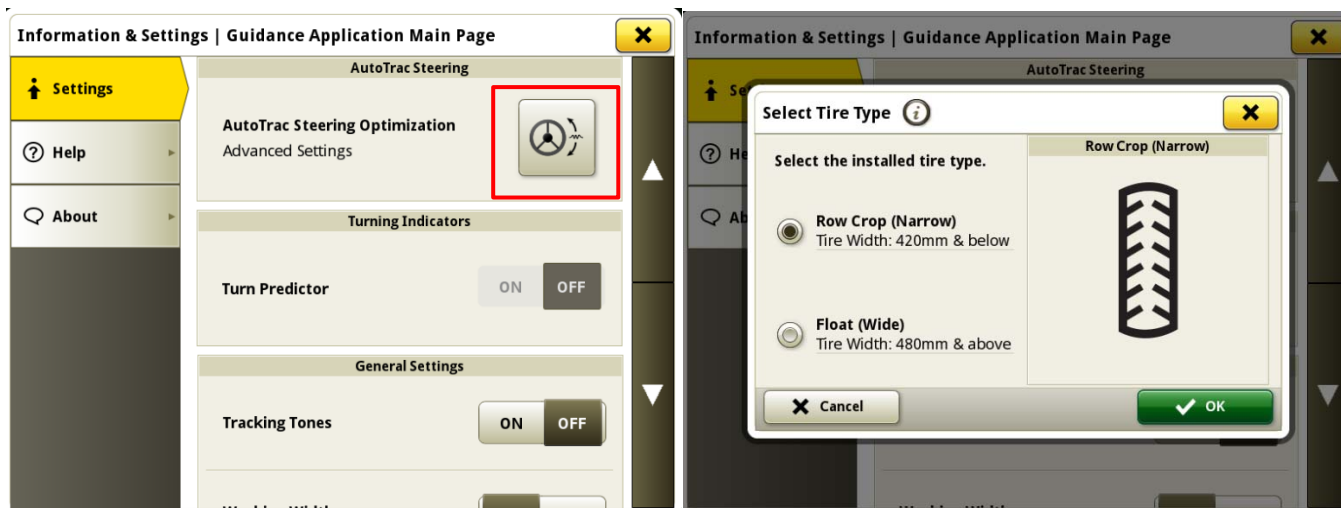 Information & Settings | Guidance Application Main Page
Settings
Help
About
AutoTrac Steering
AutoTrac Steering Optimization
Advanced Settings
Turning Indicators
Turn Predictor
ON OFF
General Settings
Tracking Tones
ON OFF
Information & Settings | Guidance Application Main Page
AutoTrac Steering
Select Tire Type
Select the installed tire type.
Row Crop (Narrow)
Tire Width: 420mm & below
Float (Wide)
Tire Width: 480mm & above
Row Crop (Narrow)
Cancel
OK